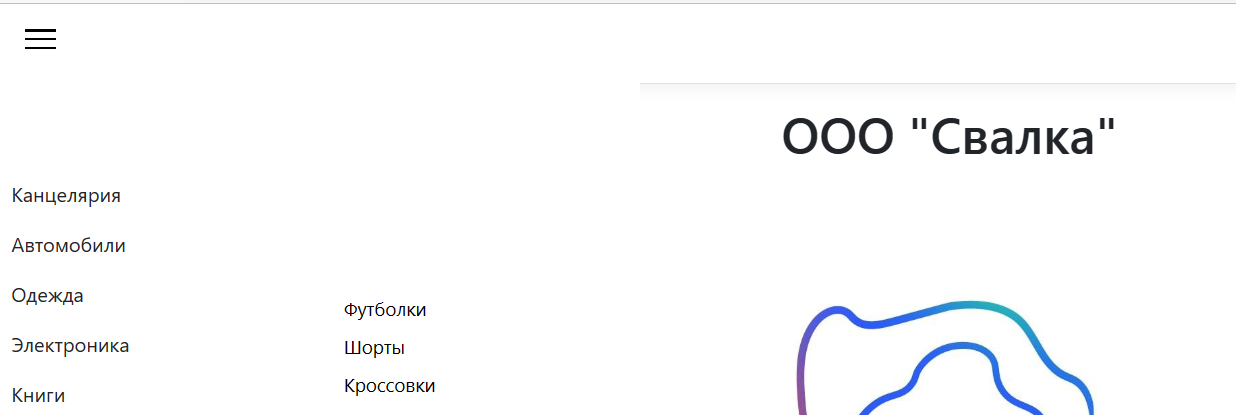 ООО "Свалка"
Канцелярия
Автомобили
Одежда
Электроника
Книги
Футболки
Шорты
Кроссовки